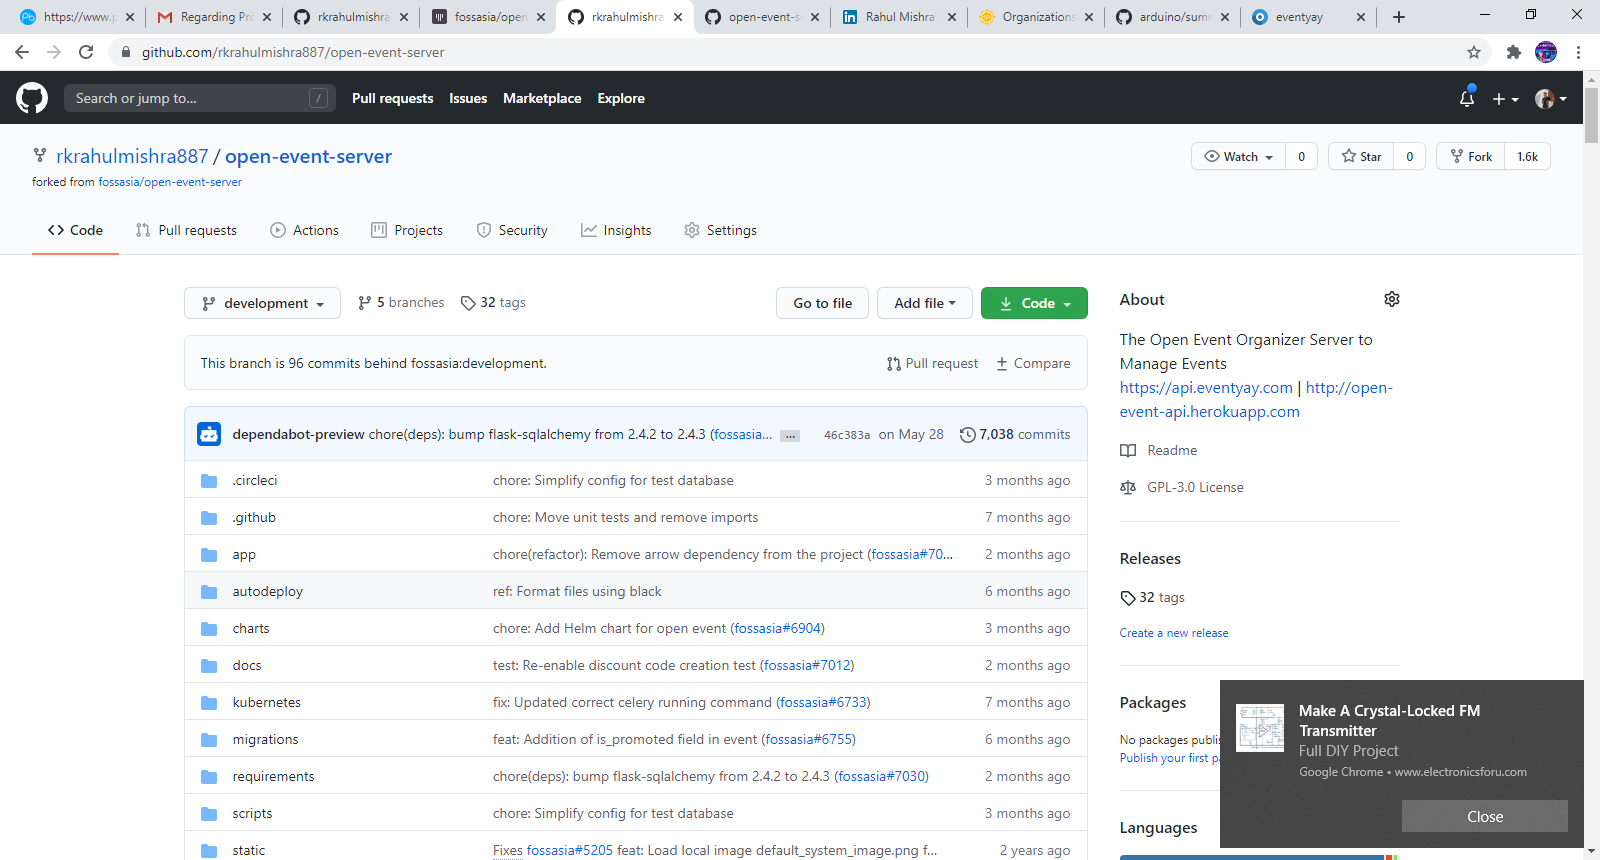 https://www.p
Regarding Pro
rkrahulmishra
fossasia/open
rkrahulmishra
open-event-se
Rahul Mishra
Organizations
arduino/sum
eventyay
github.com/rkrahulmishra887/open-event-server
Search or jump to... /
Pull requests Issues Marketplace Explore
rkrahulmishra887 / open-event-server
Watch 0 Star 0 Fork 1.6k
forked from fossasia/open-event-server
Code Pull requests Actions Projects Security Insights Settings
development 5 branches 32 tags Go to file Add file Code
This branch is 96 commits behind fossasia:development. Pull request Compare
dependabot-preview chore(deps): bump flask-sqlalchemy from 2.4.2 to 2.4.3 (fossasia... ... 46c383a on May 28 7,038 commits
.circleci chore: Simplify config for test database 3 months ago
.github chore: Move unit tests and remove imports 7 months ago
app chore(refactor): Remove arrow dependency from the project (fossasia#70... 2 months ago
autodeploy ref: Format files using black 6 months ago
charts chore: Add Helm chart for open event (fossasia#6904) 3 months ago
docs test: Re-enable discount code creation test (fossasia#7012) 2 months ago
kubernetes fix: Updated correct celery running command (fossasia#6733) 7 months ago
migrations feat: Addition of is_promoted field in event (fossasia#6755) 6 months ago
requirements chore(deps): bump flask-sqlalchemy from 2.4.2 to 2.4.3 (fossasia#7030) 2 months ago
scripts chore: Simplify config for test database 3 months ago
static Fixes fossasia#5205 feat: Load local image default_system_image.png f... 2 years ago
About
The Open Event Organizer Server to
Manage Events
https://api.eventyay.com | http://open-
event-api.herokuapp.com
Readme
GPL-3.0 License
Releases
32 tags
Create a new release
Packages
No packages publis
Publish your first pa
Languages
Make A Crystal-Locked FM
Transmitter
Full DIY Project
Google Chrome • www.electronicsforu.com
Close